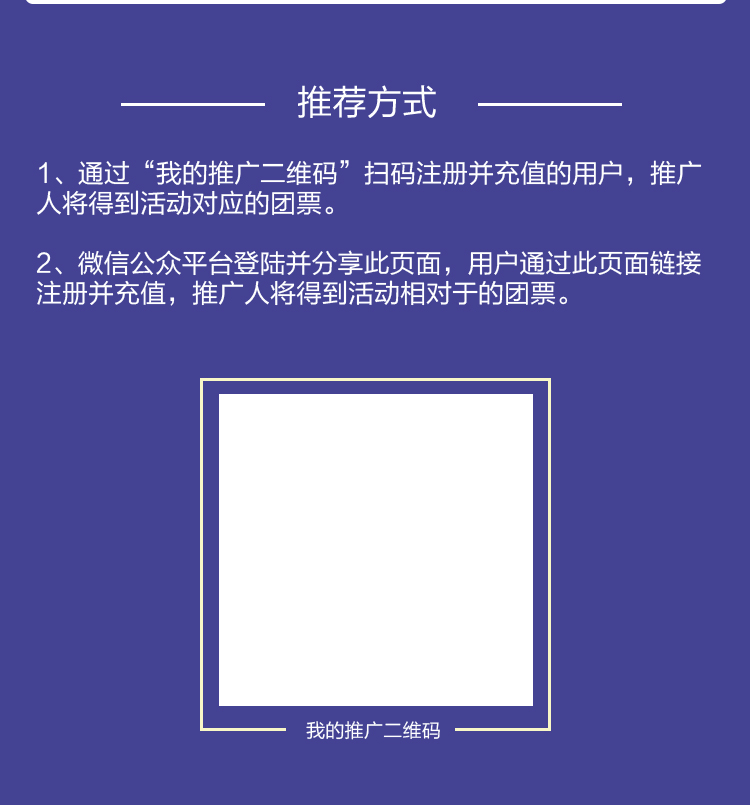 推荐方式
1、通过“我的推广二维码”扫码注册并充值的用户，推广
人将得到活动对应的团票。
2、微信公众平台登陆并分享此页面，用户通过此页面链接
注册并充值，推广人将得到活动相对于的团票。
我的推广二维码